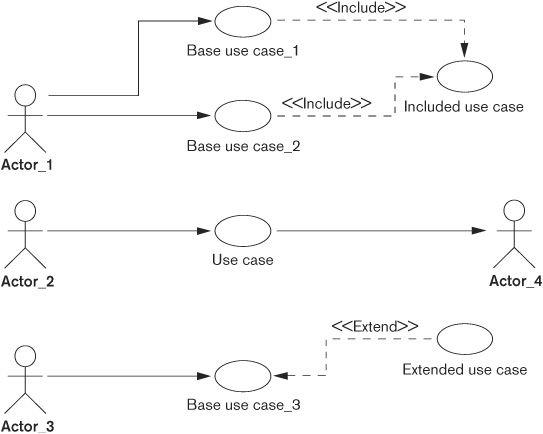 <<Include>>
Base use case_1
<<Include>>
Included use case
Actor_1
Base use case_2
Actor_2
Use case
Actor_4
<<Extend>>
Extended use case
Actor_3
Base use case_3